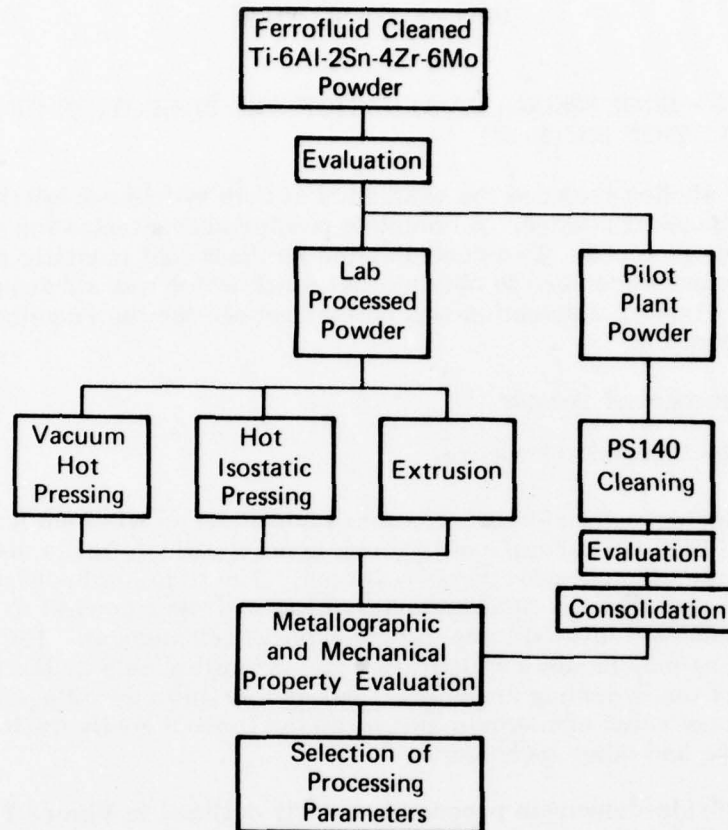 Ferrofluid Cleaned
Ti-6Al-2Sn-4Zr-6Mo
Powder
Evaluation
Lab
Processed
Powder
Pilot
Plant
Powder
Vacuum
Hot
Pressing
Hot
Isostatic
Pressing
Extrusion
PS140
Cleaning
Evaluation
Consolidation
Metallographic
and Mechanical
Property Evaluation
Selection of
Processing
Parameters